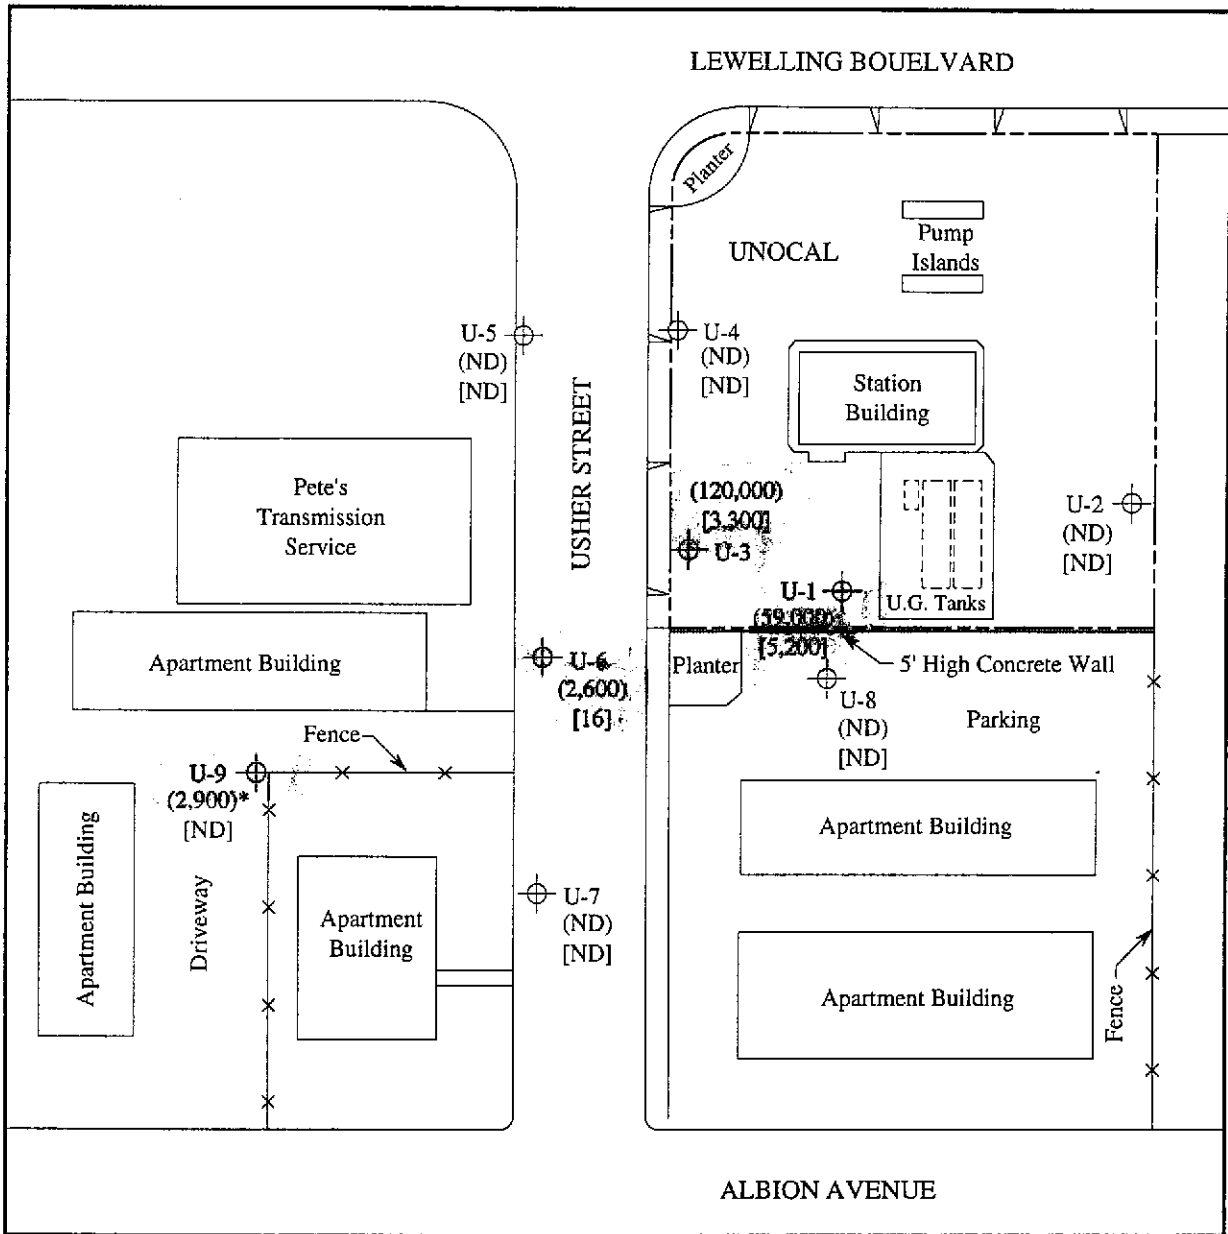 LEWELLING BOUELVARD
Planter
UNOCAL
Pump
Islands
U-5
(ND)
[ND]
U-4
(ND)
[ND]
Station
Building
USHER STREET
Pete's
Transmission
Service
(120,000)
[3,300]
U-3
U-2
(ND)
[ND]
U-1
(59,000)*
[5,200]
U.G. Tanks
Apartment Building
U-6
(2,600)
[16]
Planter
5' High Concrete Wall
U-8
(ND)
[ND]
Parking
Fence
U-9
(2,900)*
[ND]
Apartment Building
Driveway
Apartment
Building
U-7
(ND)
[ND]
Apartment Building
Apartment Building
Fence
ALBION AVENUE